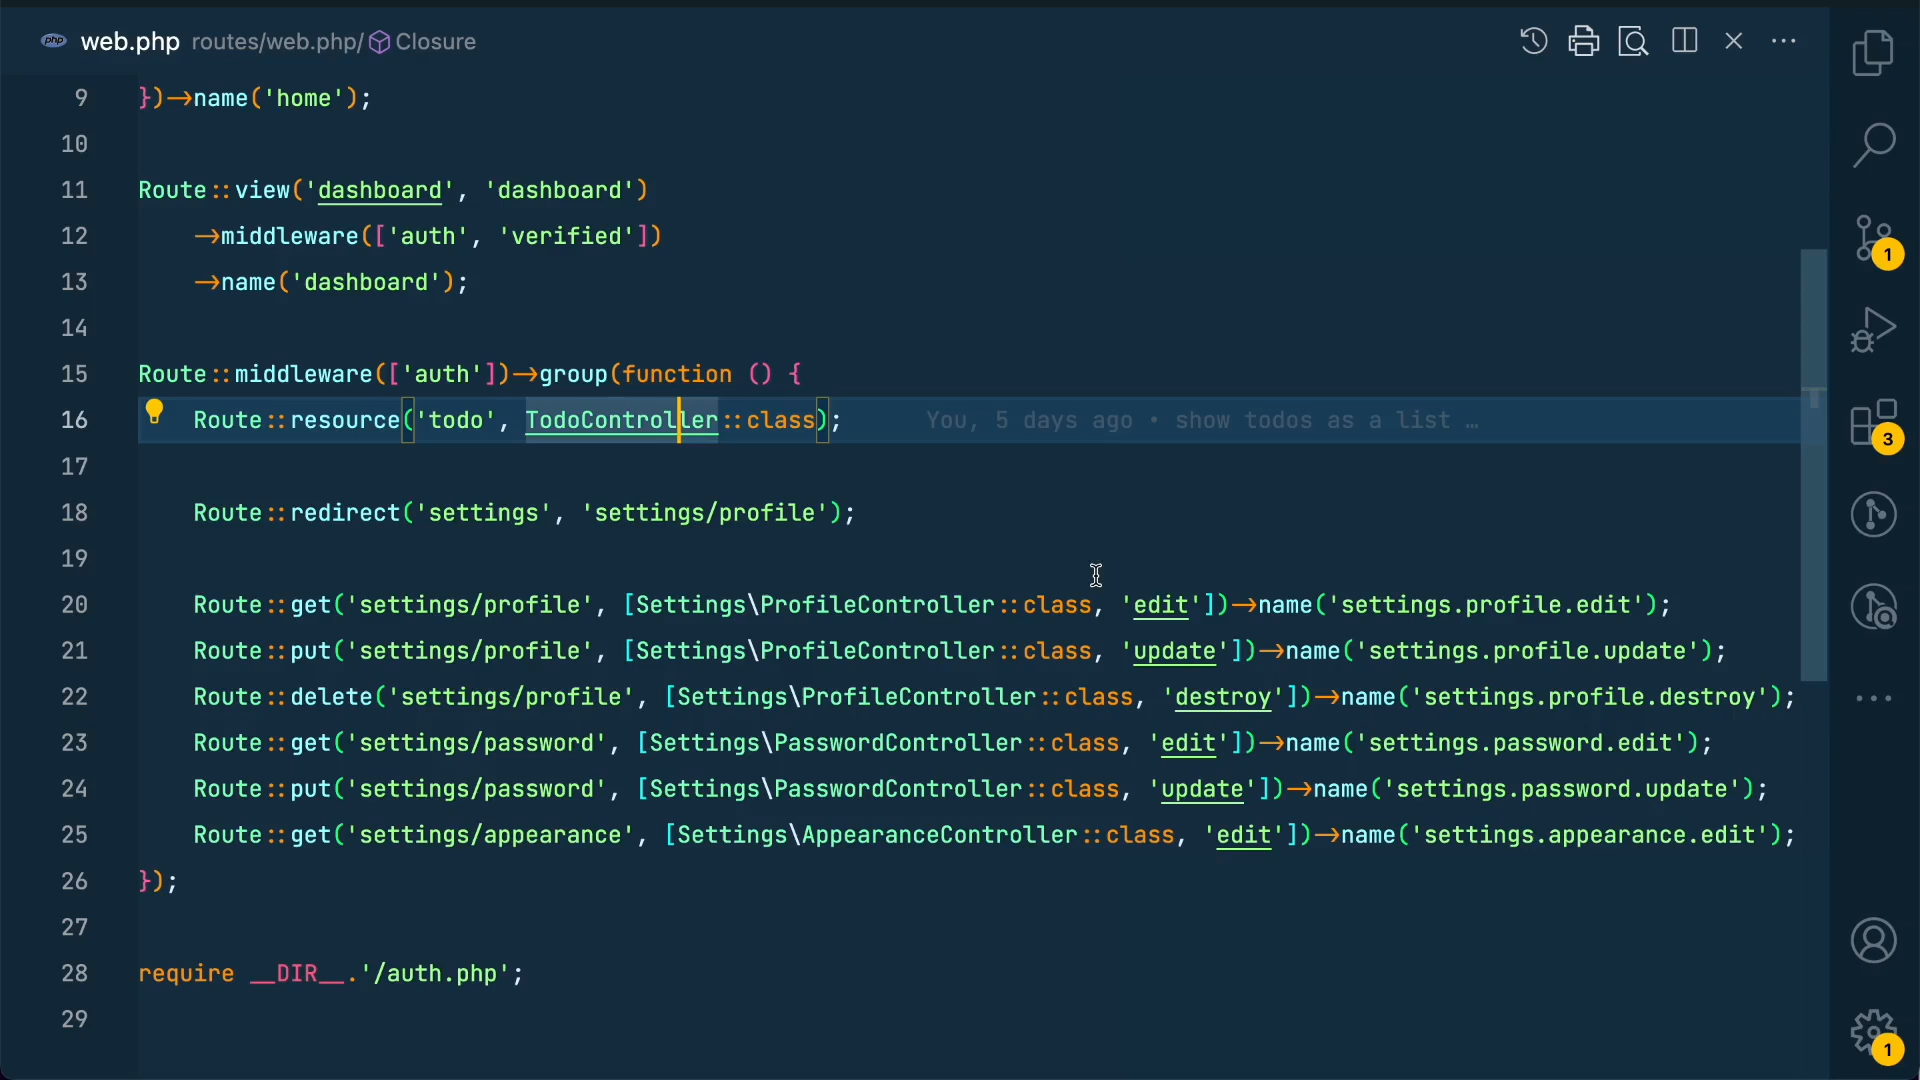 php web.php routes/web.php/ Closure
9 })->name('home');
10
11 Route::view('dashboard', 'dashboard')
12 ->middleware(['auth', 'verified'])
13 ->name('dashboard');
14
15 Route::middleware(['auth'])->group(function () {
16 Route::resource('todo', TodoController::class); You, 5 days ago • show todos as a list …
17
18 Route::redirect('settings', 'settings/profile');
19
20 Route::get('settings/profile', [Settings\ProfileController::class, 'edit'])->name('settings.profile.edit');
21 Route::put('settings/profile', [Settings\ProfileController::class, 'update'])->name('settings.profile.update');
22 Route::delete('settings/profile', [Settings\ProfileController::class, 'destroy'])->name('settings.profile.destroy');
23 Route::get('settings/password', [Settings\PasswordController::class, 'edit'])->name('settings.password.edit');
24 Route::put('settings/password', [Settings\PasswordController::class, 'update'])->name('settings.password.update');
25 Route::get('settings/appearance', [Settings\AppearanceController::class, 'edit'])->name('settings.appearance.edit');
26 });
27
28 require __DIR__.'/auth.php';
29
1
3
1